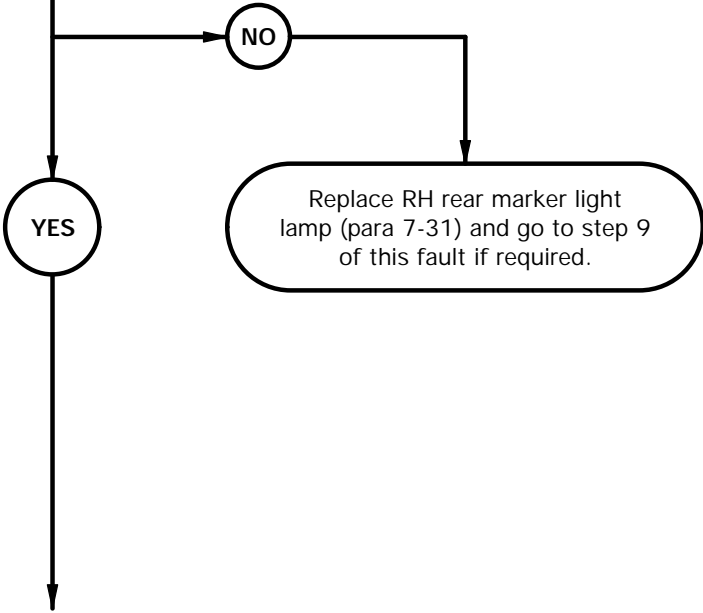 NO
YES
Replace RH rear marker light
lamp (para 7-31) and go to step 9
of this fault if required.